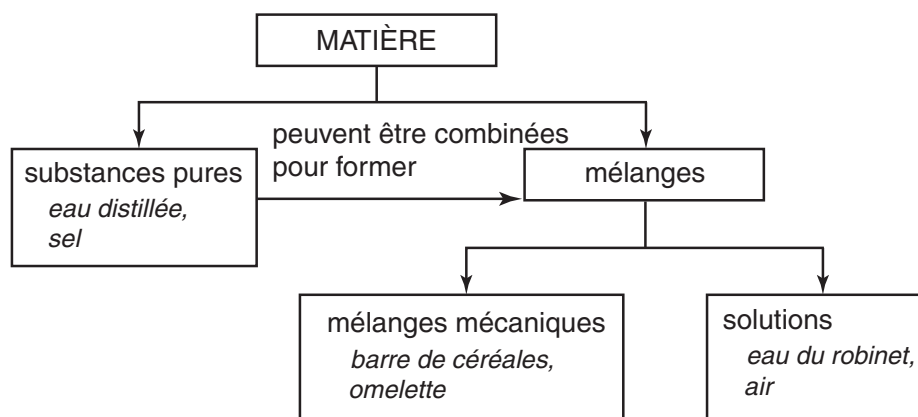 MATIÈRE
peuvent être combinées
pour former
substances pures
eau distillée,
sel
mélanges
mélanges mécaniques
barre de céréales,
omelette
solutions
eau du robinet,
air